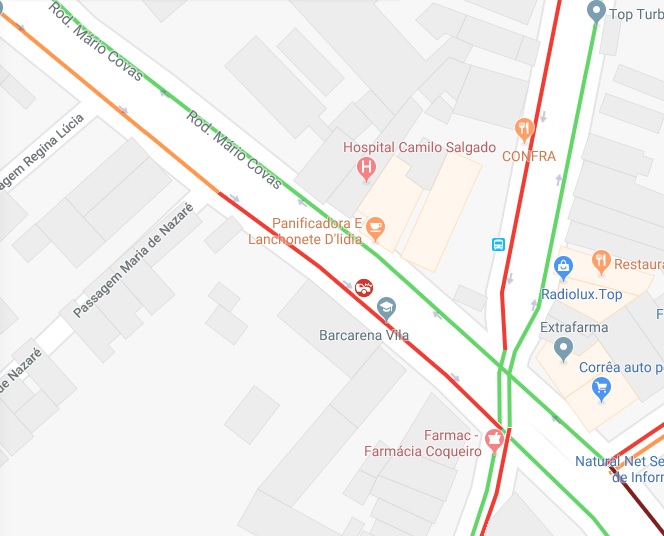 Rod. Mário Covas
Top Turb
Rod. Mário Covas
Hospital Camilo Salgado
CONFRA
agem Regina Lúcia
Panificadora E
Lanchonete D'lidia
Passagem Maria de Nazaré
Restaura
Radiolux.Top
Extrafarma
F
Barcarena Vila
de Nazaré
Corrêa auto pe
Farmac -
Farmácia Coqueiro
Natural Net Se
de Inform